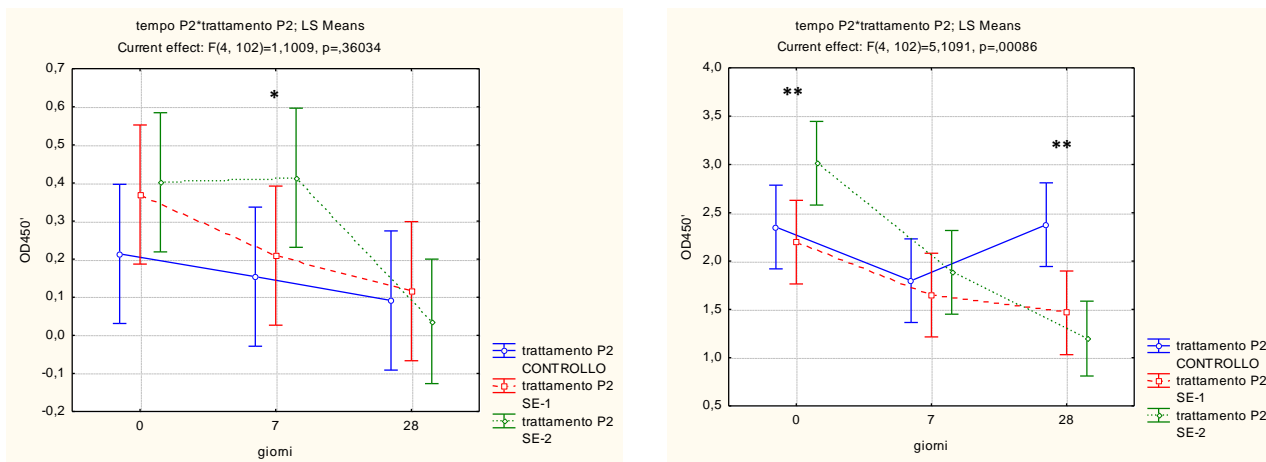 tempo P2*trattamento P2; LS Means
Current effect: F(4, 102)=1,1009, p=,36034
0,7
0,6
0,5
0,4
0,3
0,2
0,1
0,0
-0,1
-0,2
OD450'
*
0
7
28
giorni
trattamento P2
CONTROLLO
trattamento P2
SE-1
trattamento P2
SE-2
tempo P2*trattamento P2; LS Means
Current effect: F(4, 102)=5,1091, p=,00086
4,0
3,5
3,0
2,5
2,0
1,5
1,0
0,5
OD450'
**
**
0
7
28
giorni
trattamento P2
CONTROLLO
trattamento P2
SE-1
trattamento P2
SE-2